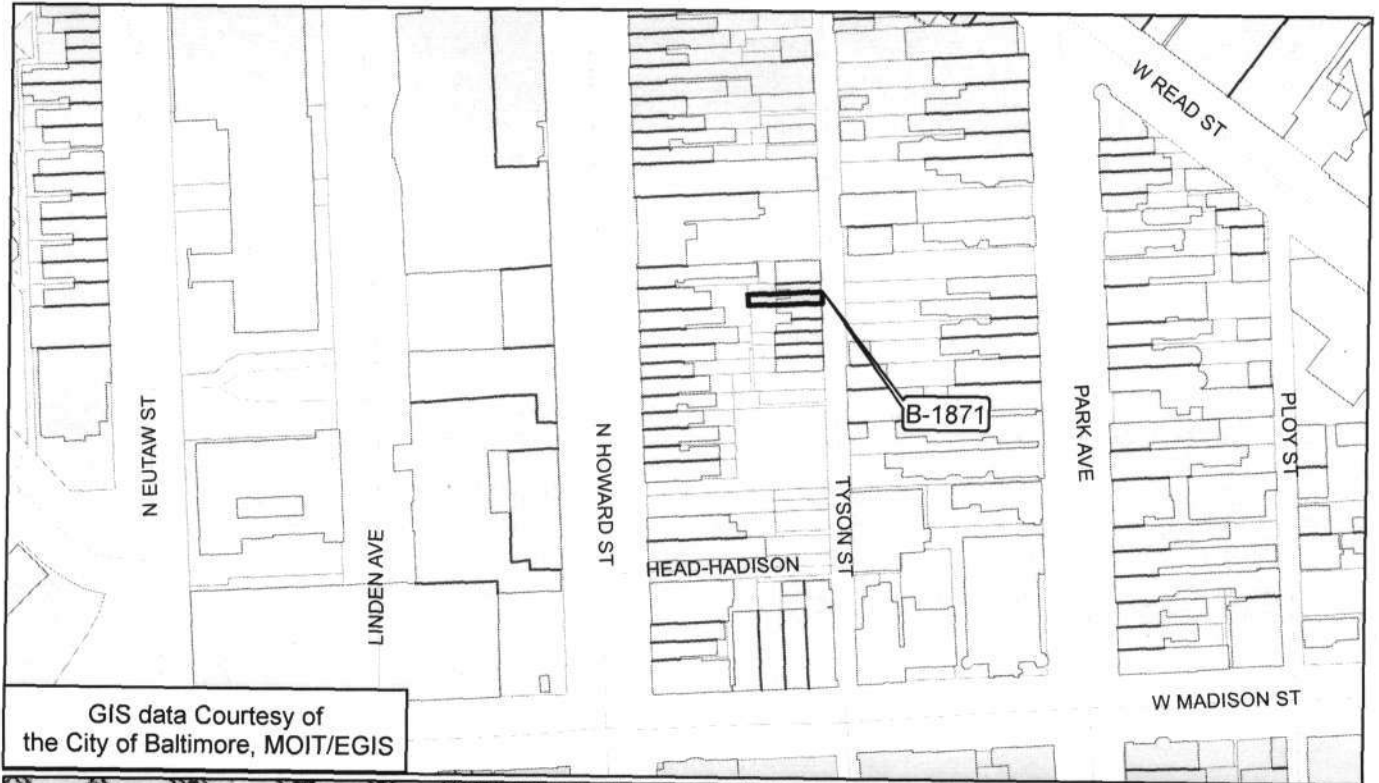 W READ ST
B-1871
N EUTAW ST
LINDEN AVE
N HOWARD ST
TYSON ST
PARK AVE
PLOY ST
HEAD-HADISON
W MADISON ST
GIS data Courtesy of
the City of Baltimore, MOIT/EGIS